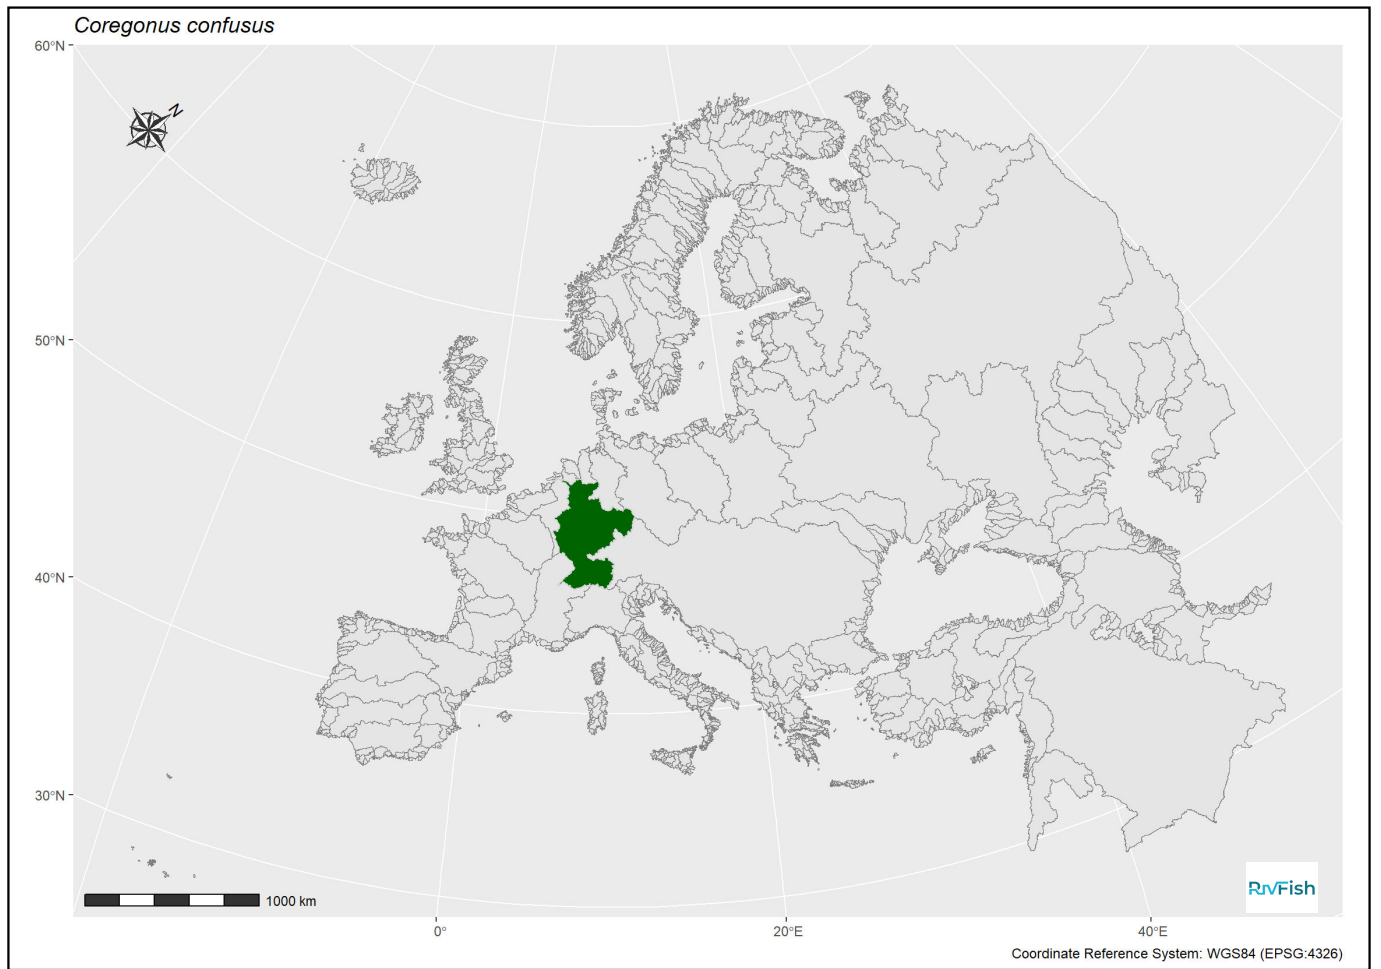 Coregonus confusus
60°N
50°N
40°N
30°N
N
1000 km
RivFish
0°
20°E
40°E
Coordinate Reference System: WGS84 (EPSG:4326)